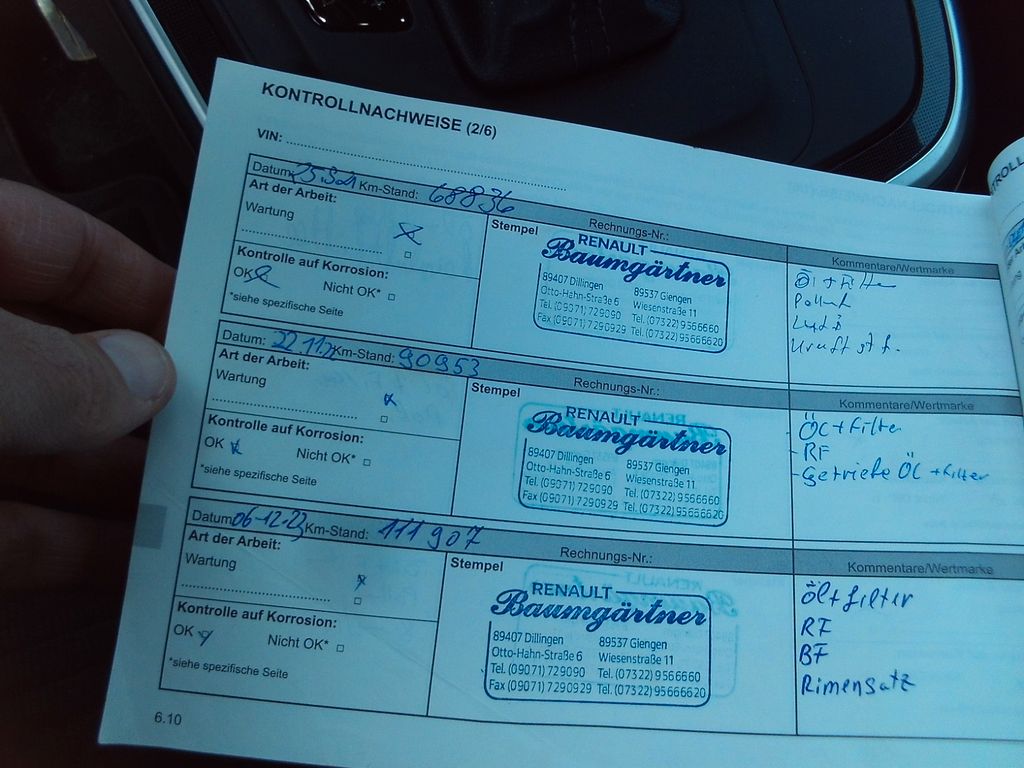 KONTROLLNACHWEISE (2/6)
VIN:
Datum: Km-Stand: 68836
Rechnungs-Nr.:
Kommentare/Wertmarke
Art der Arbeit:
Wartung
Kontrolle auf Korrosion:
OK Nicht OK*
*siehe spezifische Seite
Stempel
RENAULT
Baumgärtner
89407 Dillingen 89537 Giengen
Otto-Hahn-Straße 6 Wiesenstraße 11
Tel. (09071) 729090 Tel. (07322) 9566660
Fax (09071) 7290929 Tel. (07322) 95666620
Öl + Filter
Datum: 22.11. Km-Stand: 90953
Rechnungs-Nr.:
Kommentare/Wertmarke
Art der Arbeit:
Wartung
Kontrolle auf Korrosion:
OK Nicht OK*
*siehe spezifische Seite
Stempel
RENAULT
Baumgärtner
89407 Dillingen 89537 Giengen
Otto-Hahn-Straße 6 Wiesenstraße 11
Tel. (09071) 729090 Tel. (07322) 9566660
Fax (09071) 7290929 Tel. (07322) 95666620
- Öl + Filter
- RF
- Getriebe Öl + Filter
Datum: 06-12-23 Km-Stand: 111907
Rechnungs-Nr.:
Kommentare/Wertmarke
Art der Arbeit:
Wartung
Kontrolle auf Korrosion:
OK Nicht OK*
*siehe spezifische Seite
Stempel
RENAULT
Baumgärtner
89407 Dillingen 89537 Giengen
Otto-Hahn-Straße 6 Wiesenstraße 11
Tel. (09071) 729090 Tel. (07322) 9566660
Fax (09071) 7290929 Tel. (07322) 95666620
Öl + Filter
RF
BF
Rimensatz
6.10